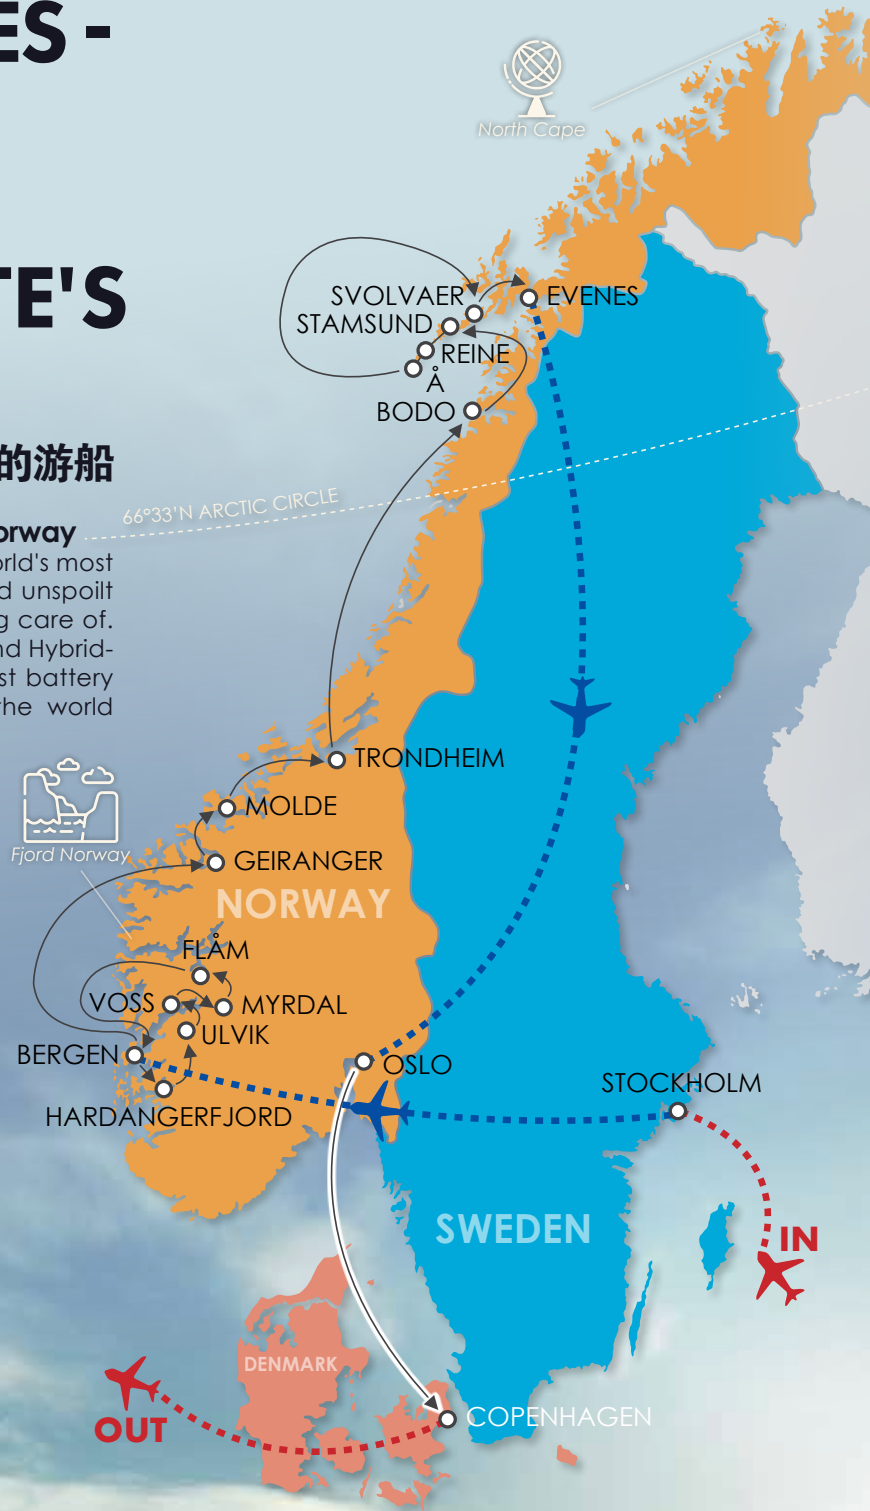 ES -
North Cape
TE'S
SVOLVAER
EVENES
STAMSUND
REINE
Å
BODO
的游船
66°33'N ARCTIC CIRCLE
orway
orld's most
d unspoilt
g care of.
nd Hybrid-
st battery
the world
TRONDHEIM
MOLDE
Fjord Norway
GEIRANGER
NORWAY
FLÅM
VOSS
MYRDAL
ULVIK
BERGEN
OSLO
STOCKHOLM
HARDANGERFJORD
SWEDEN
IN
DENMARK
COPENHAGEN
OUT